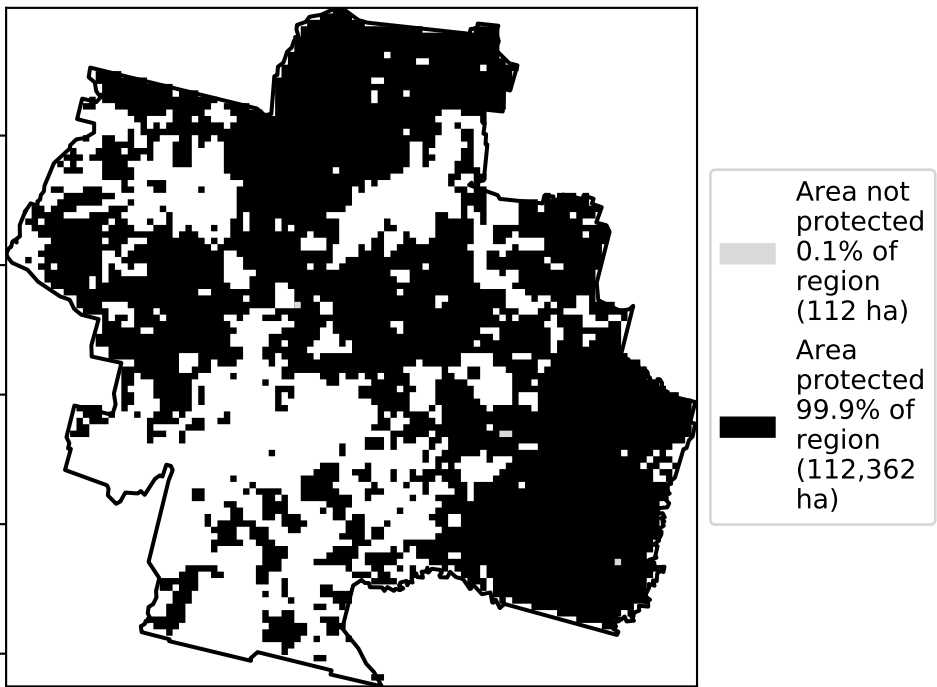 Area not
protected
0.1% of
region
(112 ha)
Area
protected
99.9% of
region
(112,362
ha)